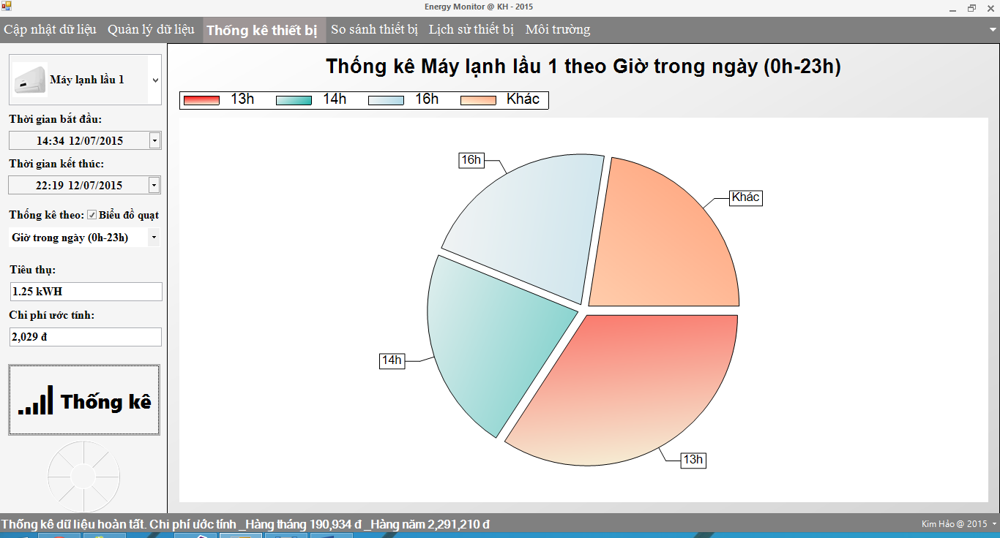 Energy Monitor @ KH - 2015
Cập nhật dữ liệu Quản lý dữ liệu Thống kê thiết bị So sánh thiết bị Lịch sử thiết bị Môi trường
Máy lạnh lầu 1
Thời gian bắt đầu:
14:34 12/07/2015
Thời gian kết thúc:
22:19 12/07/2015
Thống kê theo: Biểu đồ quạt
Giờ trong ngày (0h-23h)
Tiêu thụ:
1.25 kWH
Chi phí ước tính:
2,029 đ
Thống kê
Thống kê Máy lạnh lầu 1 theo Giờ trong ngày (0h-23h)
13h 14h 16h Khác
16h
Khác
14h
13h
Thống kê dữ liệu hoàn tất. Chi phí ước tính _Hàng tháng 190,934 đ _Hàng năm 2,291,210 đ
Kim Hảo @ 2015